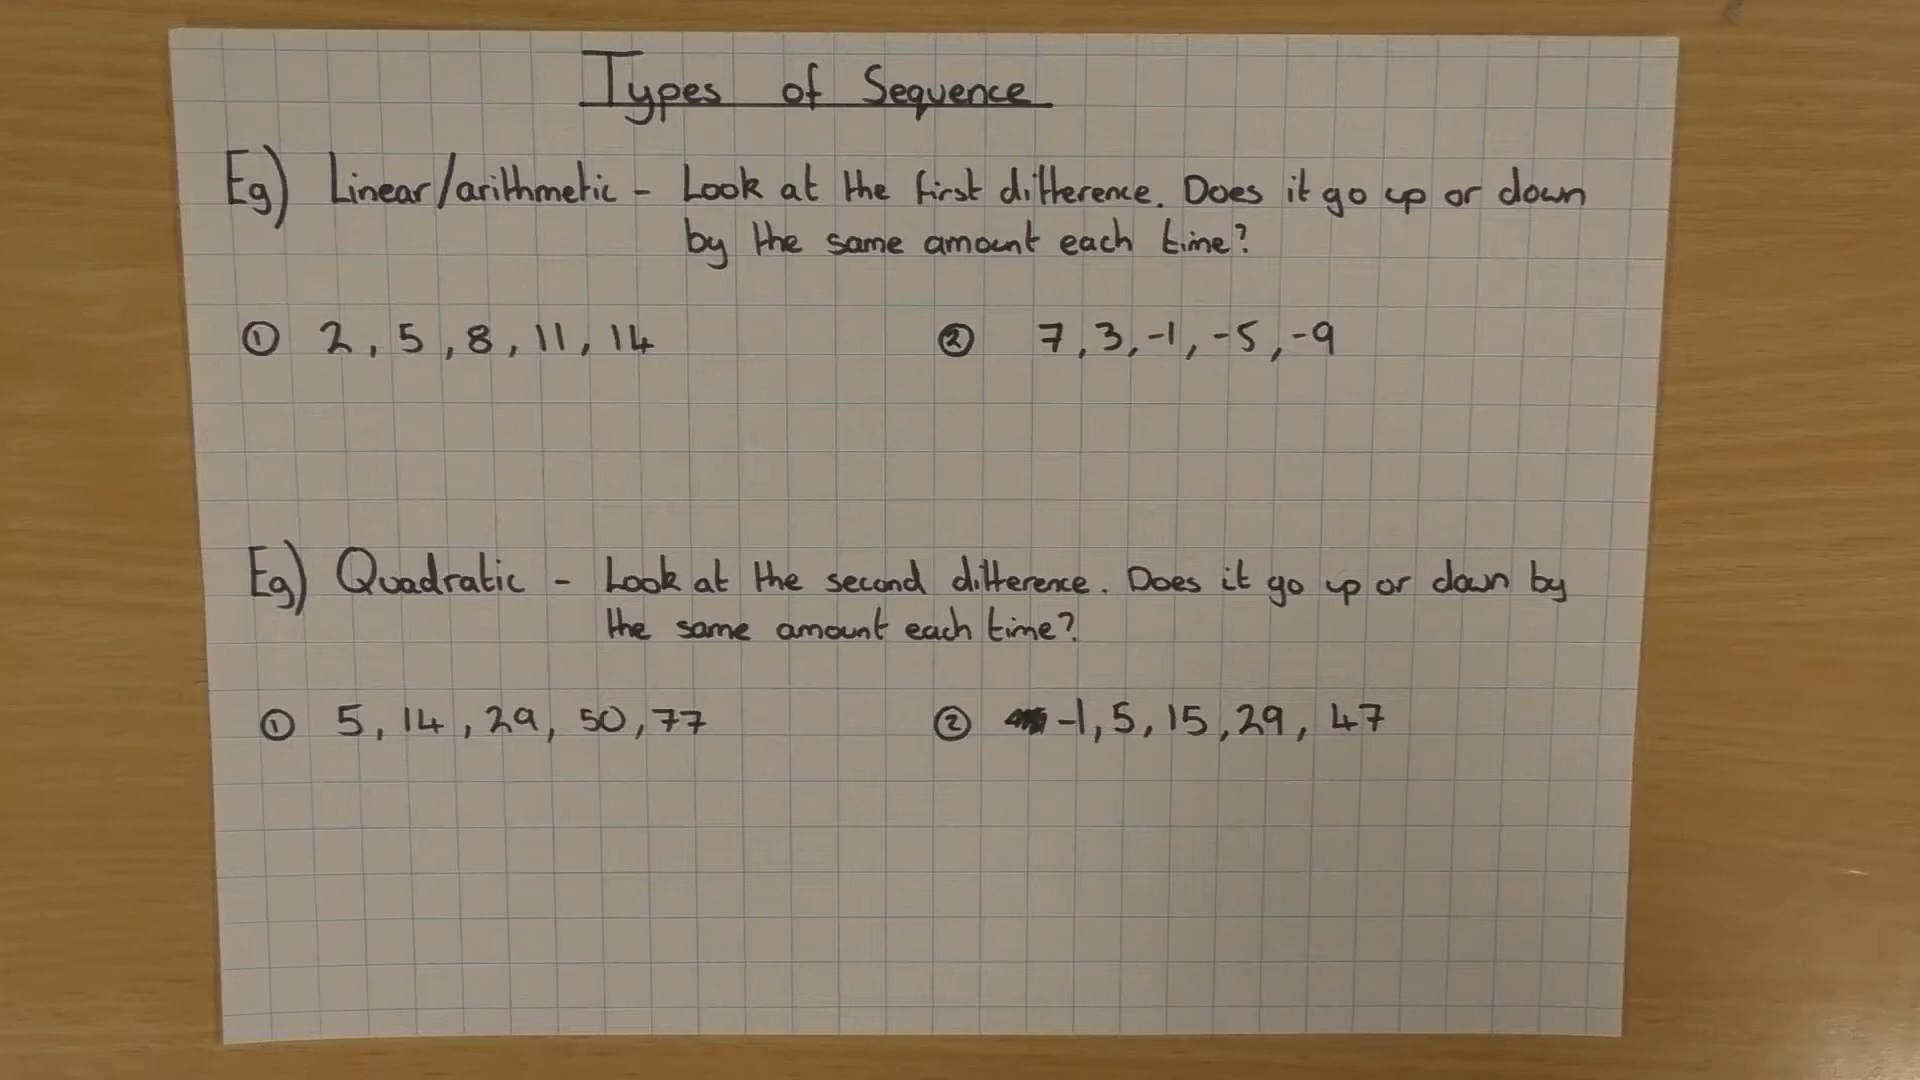 Types of Sequence
Eg) Linear/arithmetic - Look at the first difference. Does it go up or down
by the same amount each time?
① 2, 5, 8, 11, 14
② 7, 3, -1, -5, -9
Eg) Quadratic - Look at the second difference. Does it go up or down by
the same amount each time?
① 5, 14, 29, 50, 77
② -1, 5, 15, 29, 47